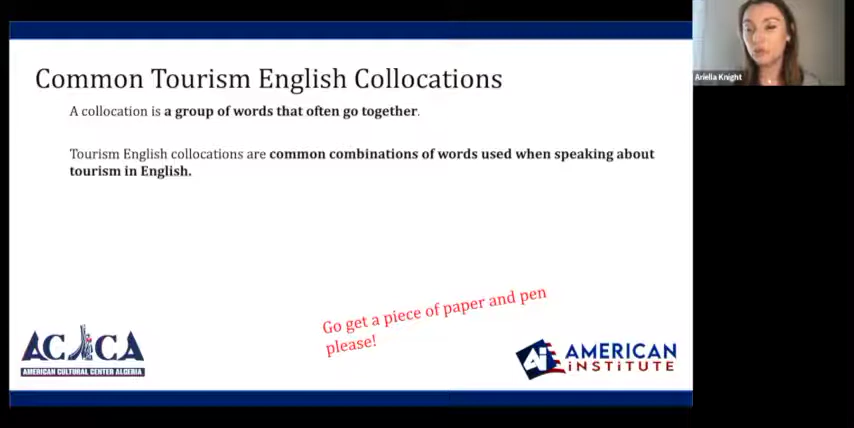 Common Tourism English Collocations
A collocation is a group of words that often go together.
Tourism English collocations are common combinations of words used when speaking about
tourism in English.
Go get a piece of paper and pen
please!
ACCA
AMERICAN CULTURAL CENTER ALGERIA
Ai AMERICAN
INSTITUTE
Ariella Knight